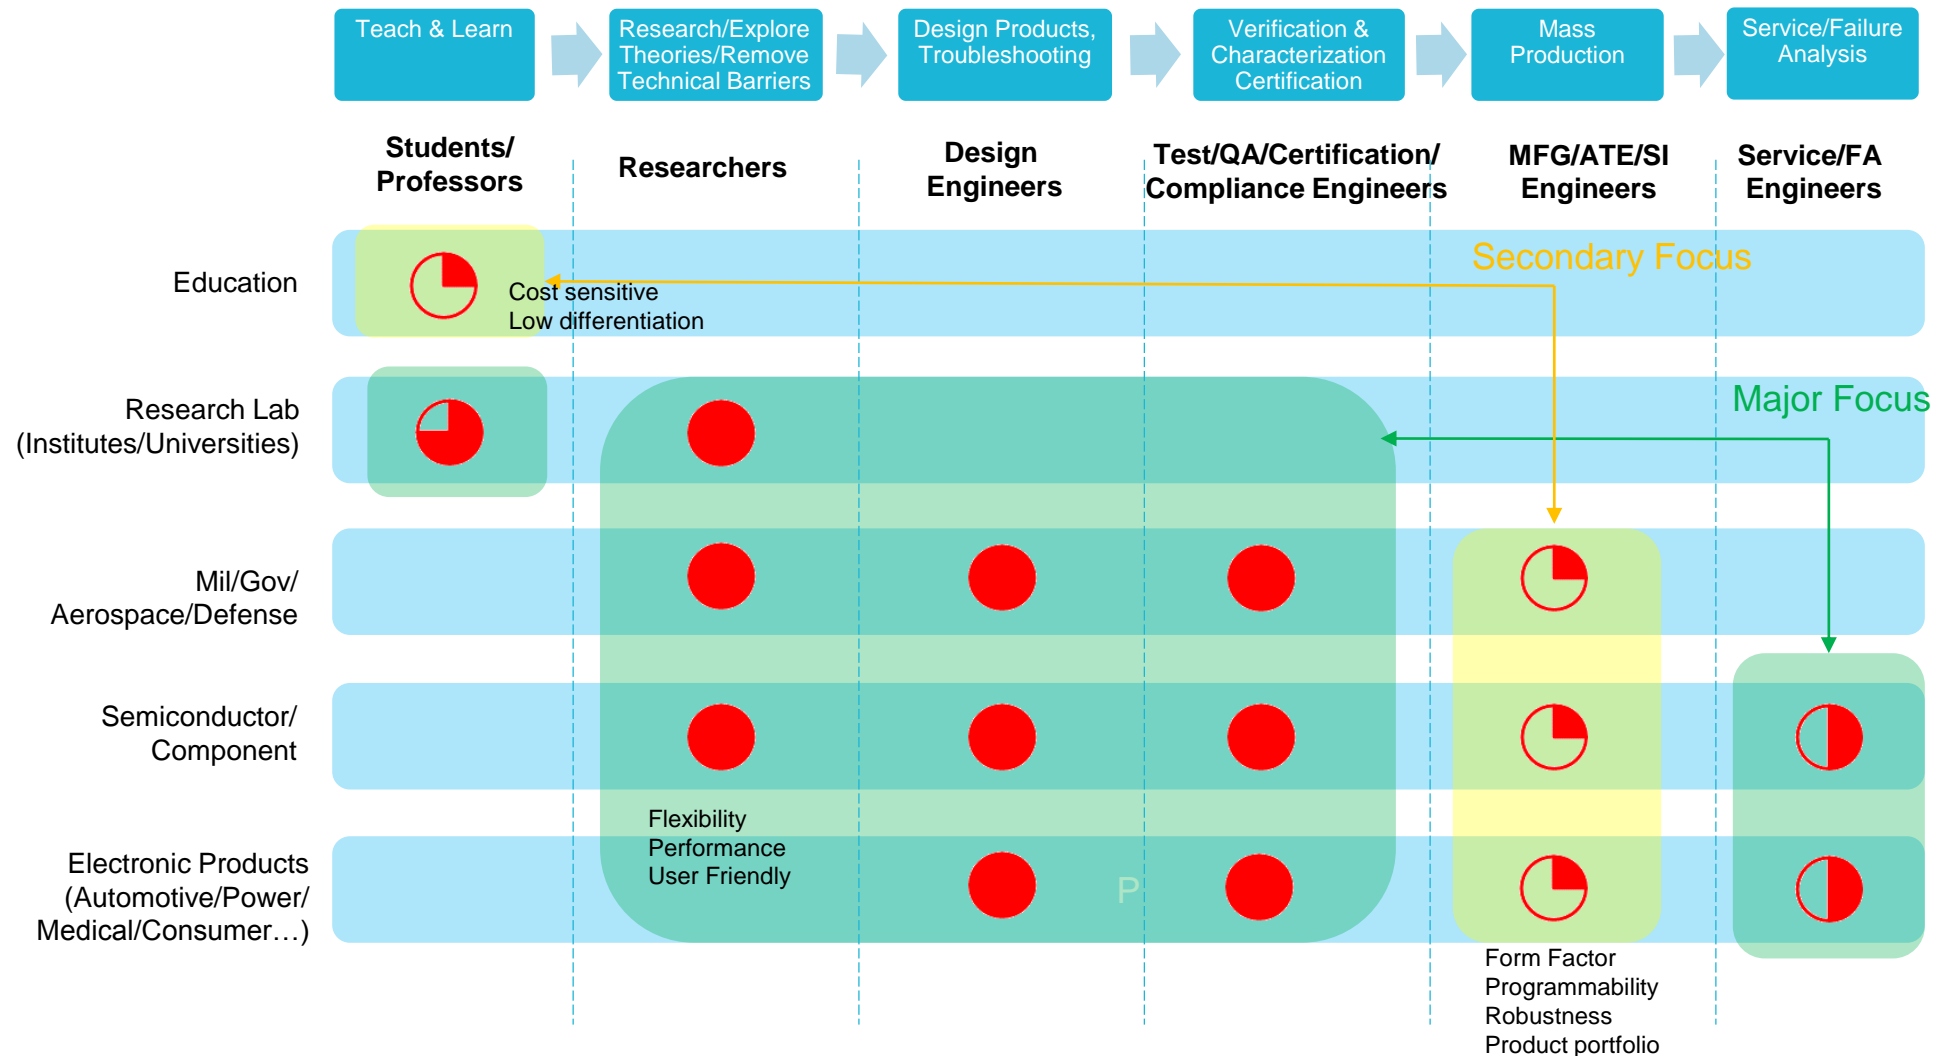 Teach & Learn
Research/Explore
Theories/Remove
Technical Barriers
Design Products,
Troubleshooting
Verification &
Characterization
Certification
Mass
Production
Service/Failure
Analysis
Students/
Professors
Researchers
Design
Engineers
Test/QA/Certification/
Compliance Engineers
MFG/ATE/SI
Engineers
Service/FA
Engineers
Education
Cost sensitive
Low differentiation
Secondary Focus
Research Lab
(Institutes/Universities)
Major Focus
Mil/Gov/
Aerospace/Defense
Semiconductor/
Component
Electronic Products
(Automotive/Power/
Medical/Consumer…)
Flexibility
Performance
User Friendly
P
Form Factor
Programmability
Robustness
Product portfolio